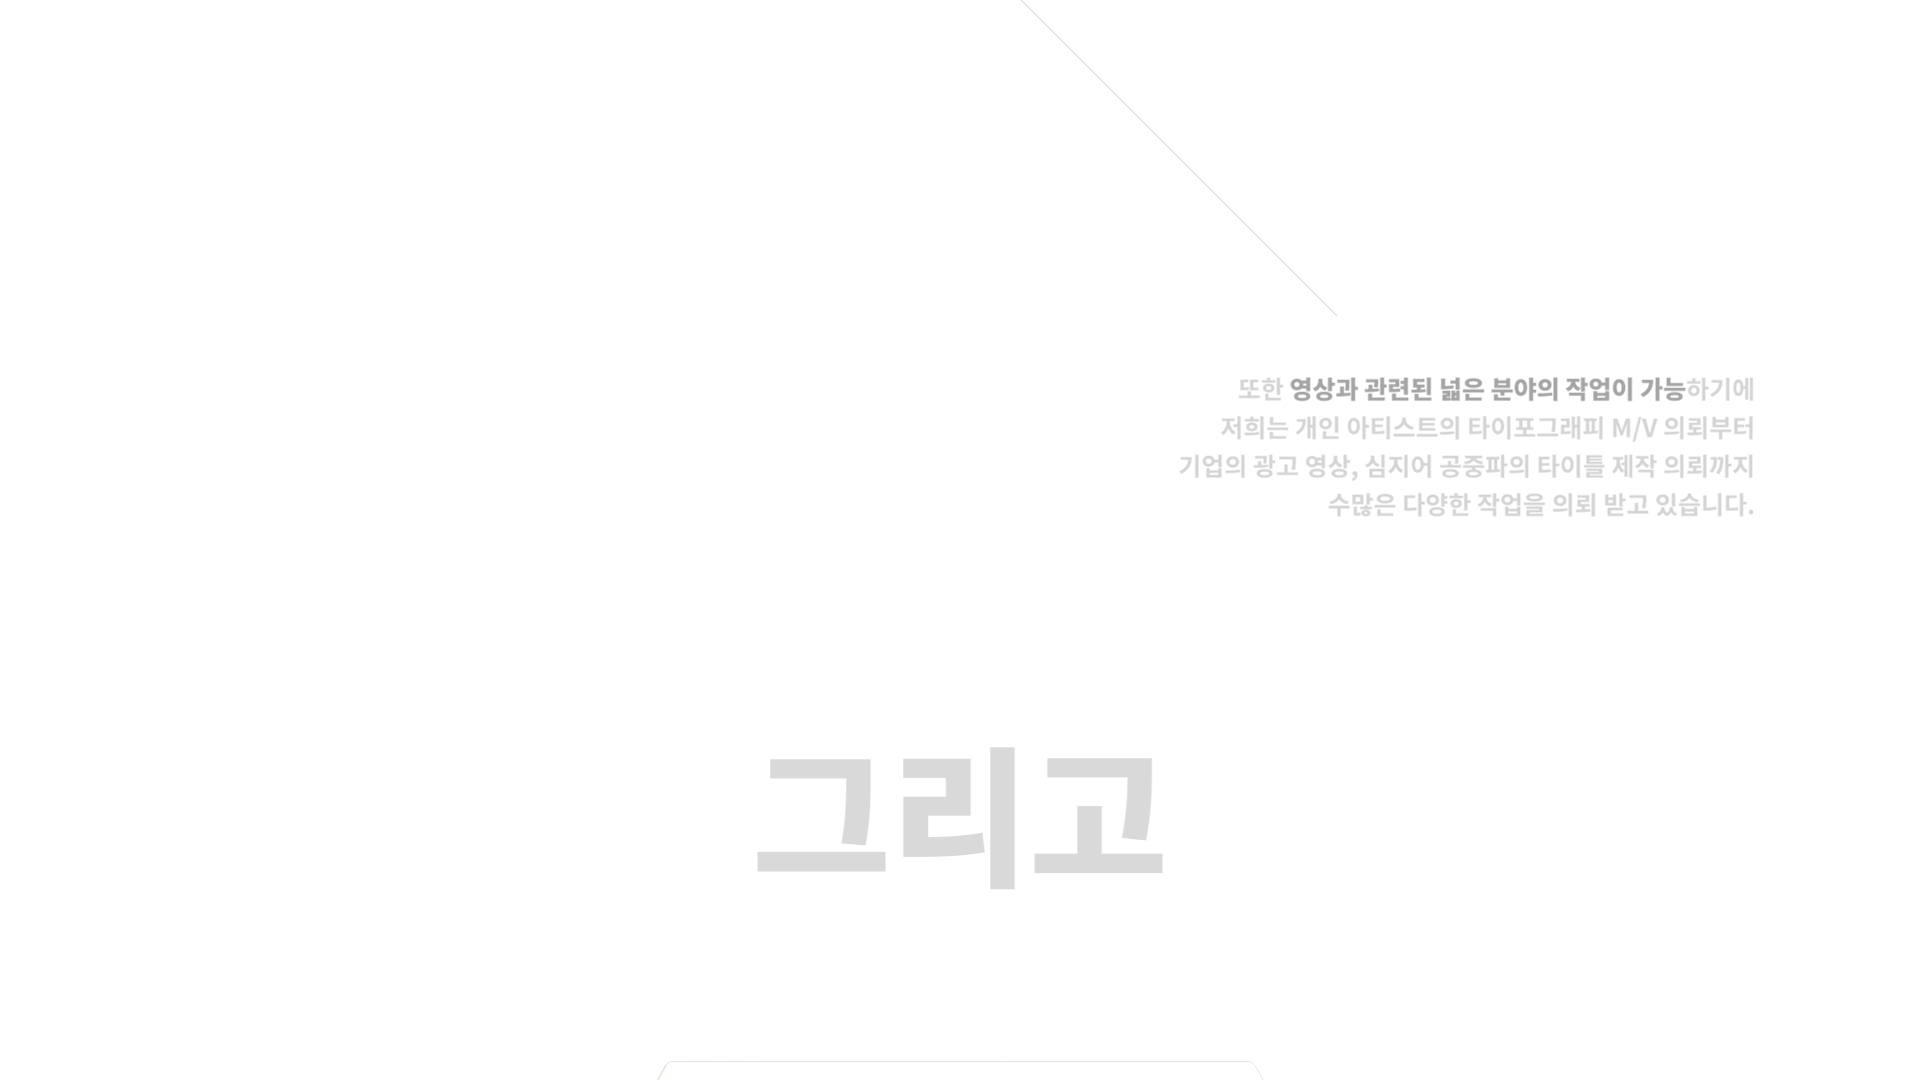 또한 영상과 관련된 넓은 분야의 작업이 가능하기에
저희는 개인 아티스트의 타이포그래피 M/V 의뢰부터
기업의 광고 영상, 심지어 공중파의 타이틀 제작 의뢰까지
수많은 다양한 작업을 의뢰 받고 있습니다.
그리고